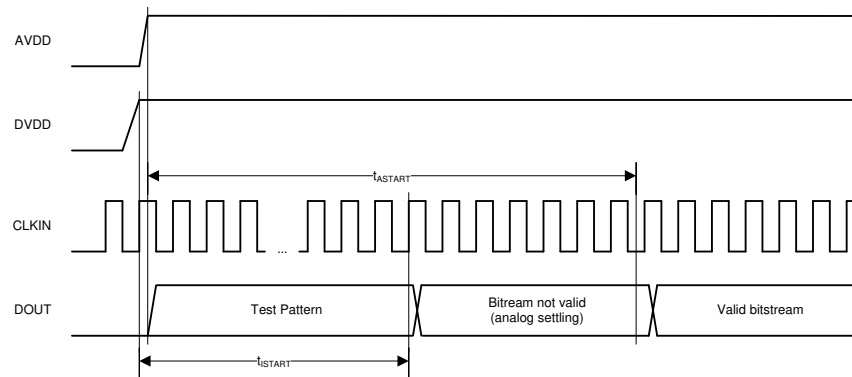 AVDD
DVDD
tASTART
CLKIN
...
DOUT
Test Pattern
Bitream not valid
(analog settling)
Valid bitstream
tISTART